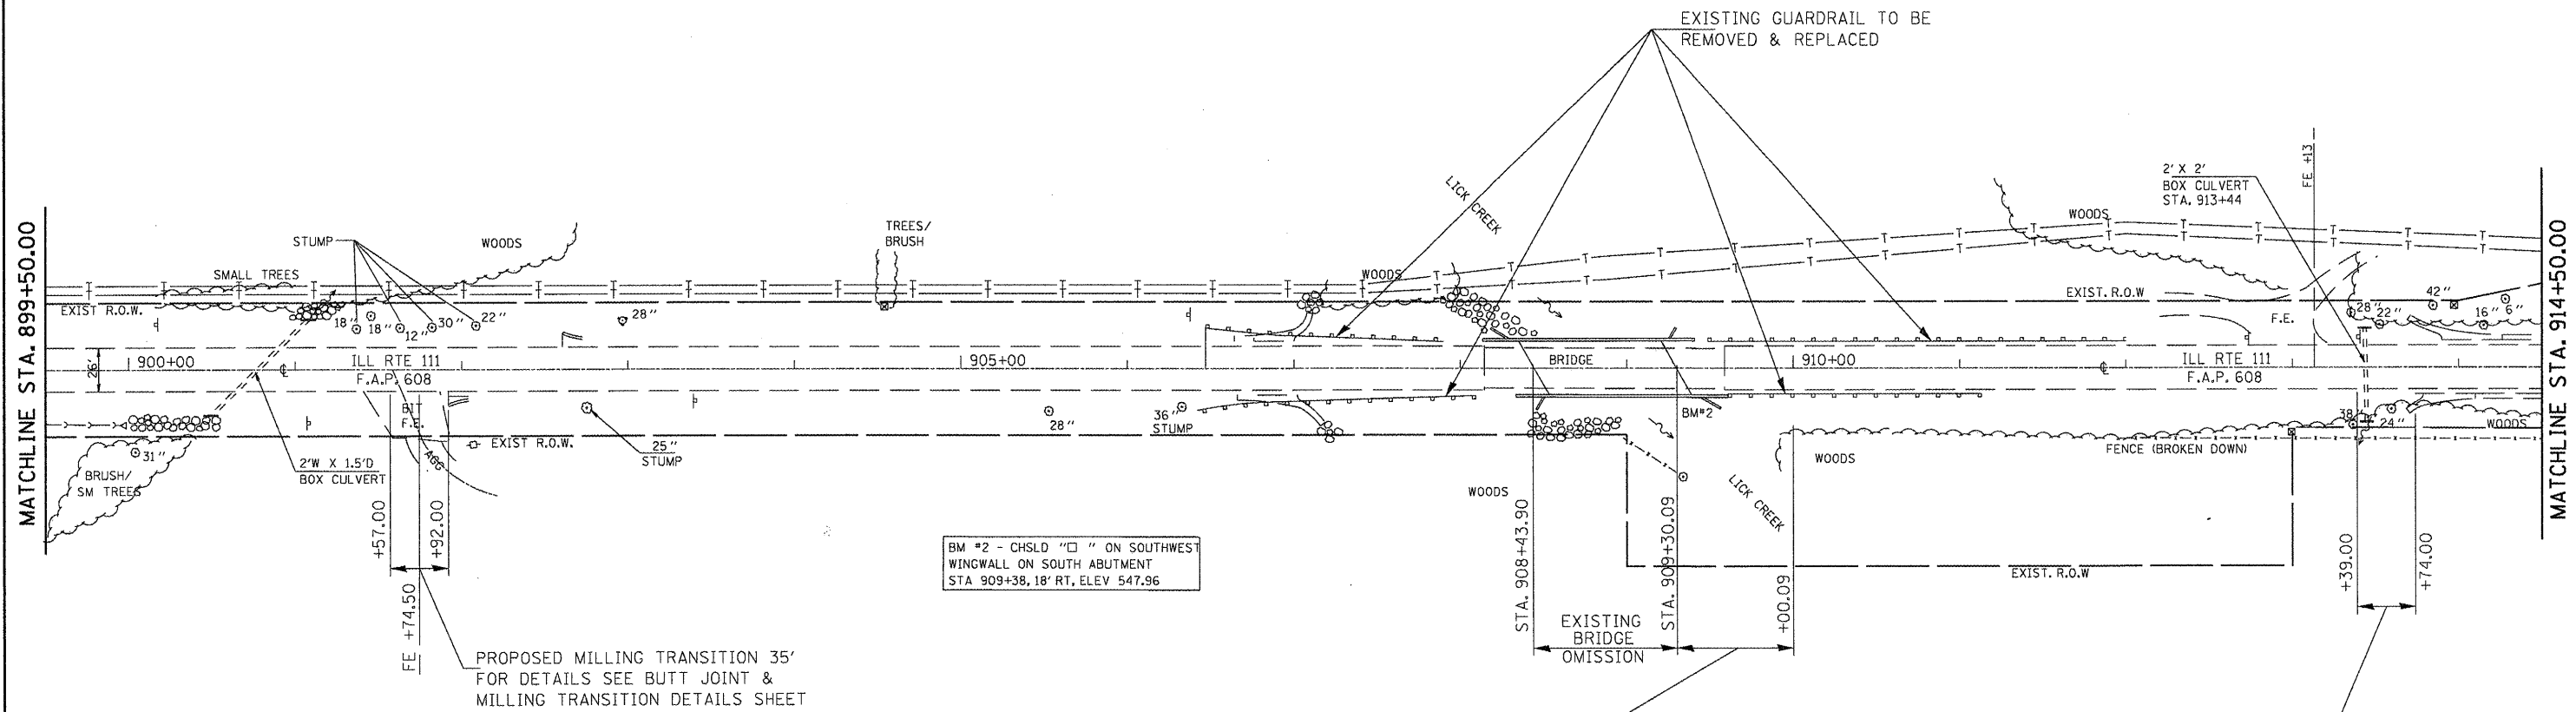 EXISTING GUARDRAIL TO BE
REMOVED & REPLACED
MATCHLINE STA. 899+50.00
STUMP
WOODS
SMALL TREES
EXIST R.O.W.
18"
18"
12"
30"
22"
28"
TREES/
BRUSH
LICK CREEK
WOODS
WOODS
2' X 2'
BOX CULVERT
STA. 913+44
FE +13
EXIST. R.O.W
F.E.
28"
22"
42"
16"
6"
MATCHLINE STA. 914+50.00
26'
900+00
ILL RTE 111
F.A.P. 608
905+00
BRIDGE
910+00
ILL RTE 111
F.A.P. 608
BIT
F.E.
AGG
EXIST R.O.W.
31"
BRUSH/
SM TREES
2'W X 1.5'D
BOX CULVERT
25"
STUMP
28"
36"
STUMP
BM#2
WOODS
WOODS
LICK CREEK
FENCE (BROKEN DOWN)
38"
24"
WOODS
+57.00
+92.00
FE +74.50
BM #2 - CHSLD "□ " ON SOUTHWEST
WINGWALL ON SOUTH ABUTMENT
STA 909+38, 18' RT, ELEV 547.96
STA. 908+43.90
STA. 909+30.09
+00.09
EXISTING
BRIDGE
OMISSION
EXIST. R.O.W
+39.00
+74.00
PROPOSED MILLING TRANSITION 35'
FOR DETAILS SEE BUTT JOINT &
MILLING TRANSITION DETAILS SHEET